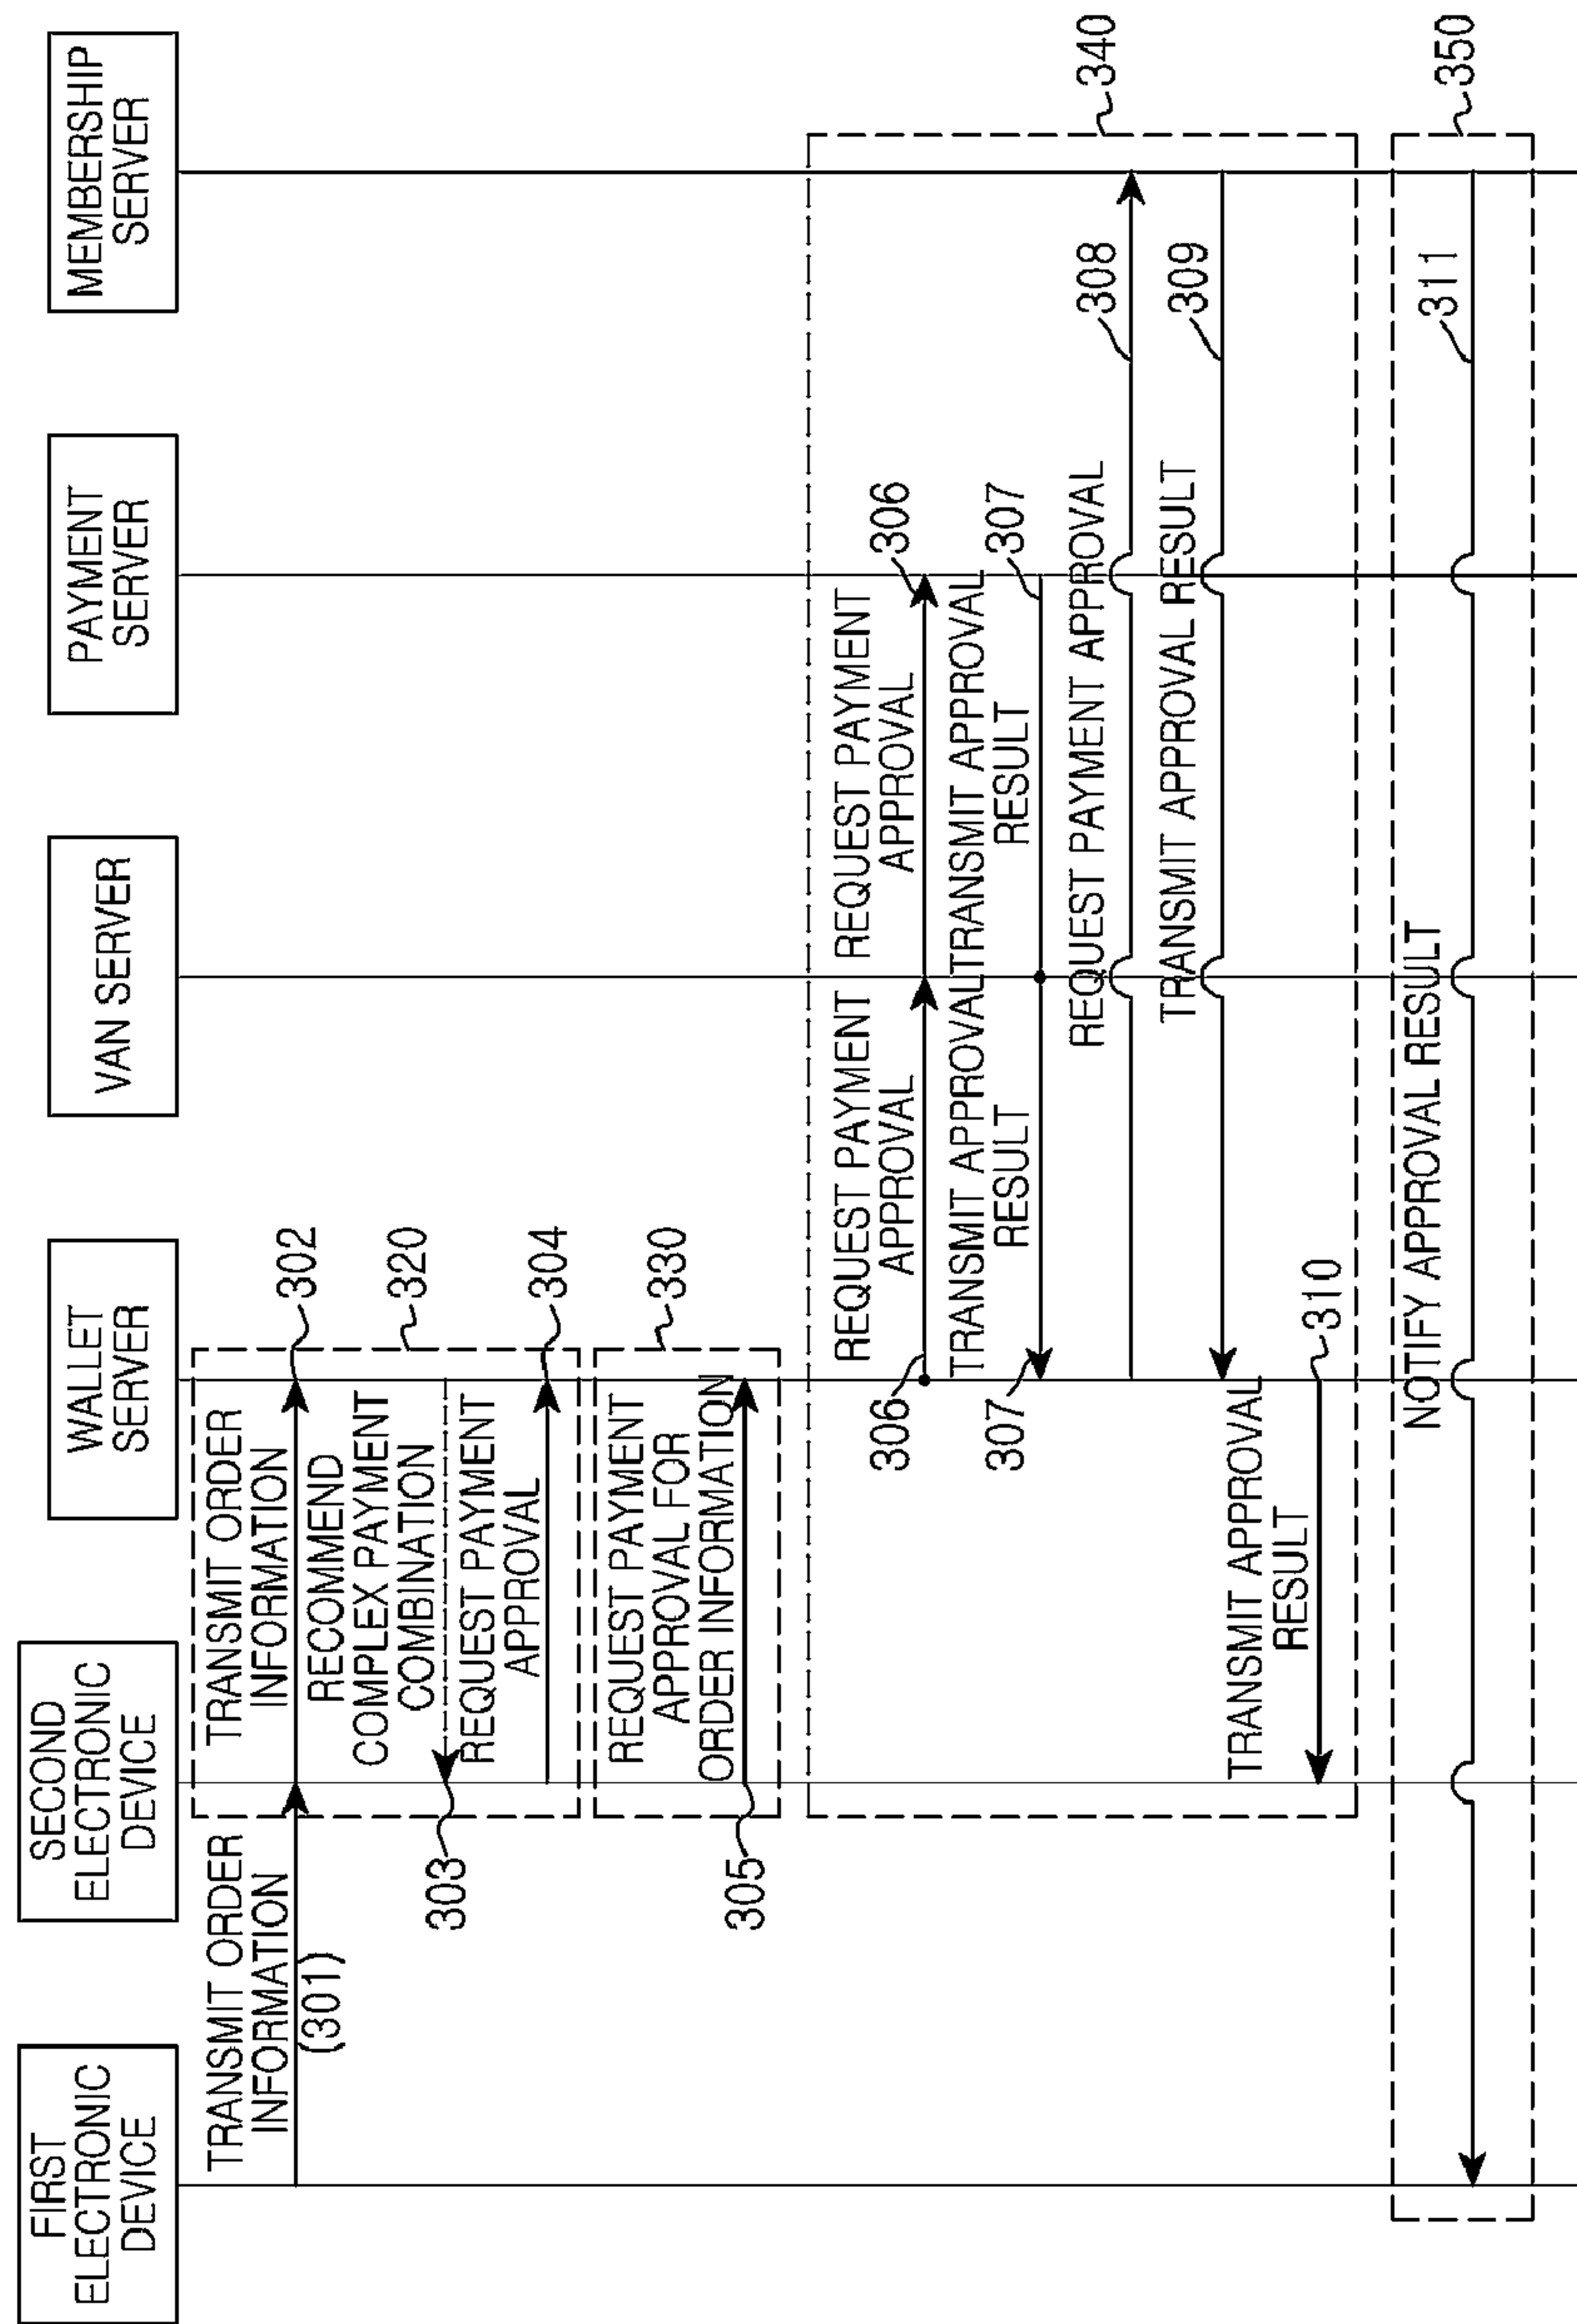 FIRST
ELECTRONIC
DEVICE
SECOND
ELECTRONIC
DEVICE
WALLET
SERVER
VAN SERVER
PAYMENT
SERVER
MEMBERSHIP
SERVER
TRANSMIT ORDER
INFORMATION
(301)
TRANSMIT ORDER
INFORMATION
302
RECOMMEND
COMPLEX PAYMENT
COMBINATION
303
320
REQUEST PAYMENT
APPROVAL
304
REQUEST PAYMENT
APPROVAL FOR
ORDER INFORMATION
305
330
REQUEST PAYMENT
APPROVAL
306
REQUEST PAYMENT
APPROVAL
306
TRANSMIT APPROVAL
RESULT
307
TRANSMIT APPROVAL
RESULT
307
REQUEST PAYMENT APPROVAL
308
340
TRANSMIT APPROVAL RESULT
309
TRANSMIT APPROVAL
RESULT
310
NOTIFY APPROVAL RESULT
311
350